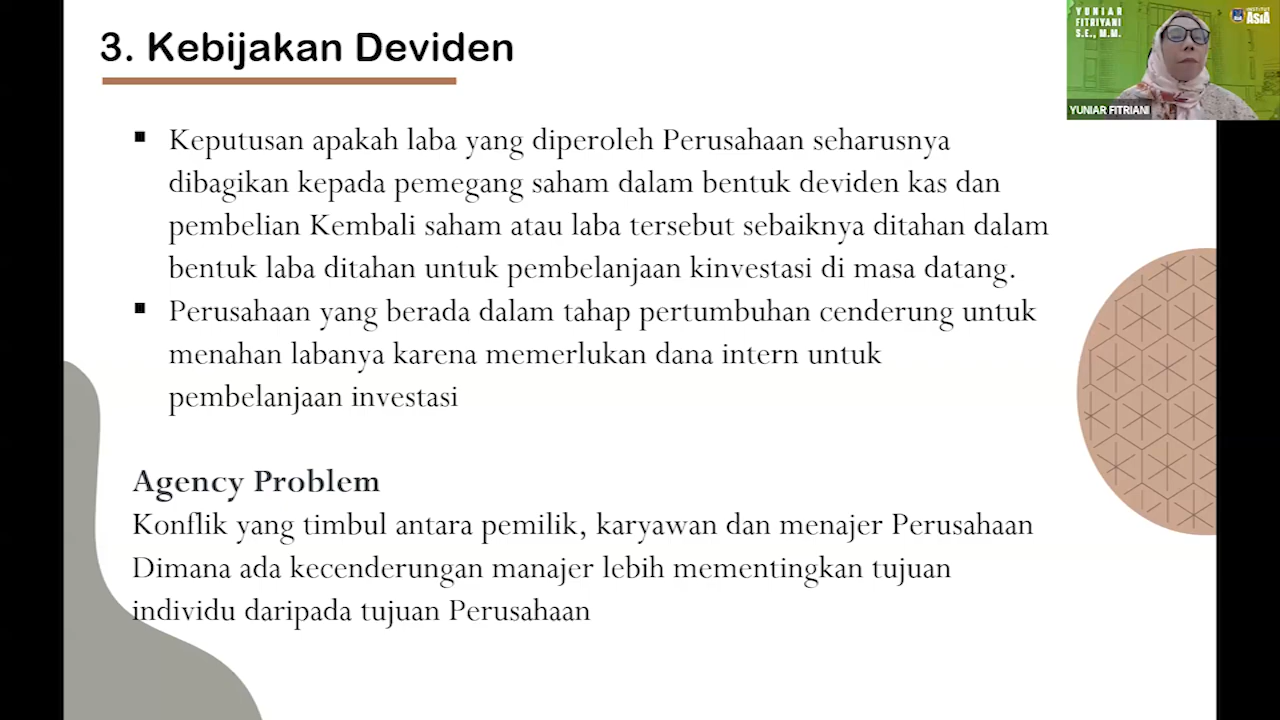 3. Kebijakan Deviden
YUNIAR
FITRIYANI
S.E., M.M.
INSTITUT
ASIA
YUNIAR FITRIANI
▪ Keputusan apakah laba yang diperoleh Perusahaan seharusnya
dibagikan kepada pemegang saham dalam bentuk deviden kas dan
pembelian Kembali saham atau laba tersebut sebaiknya ditahan dalam
bentuk laba ditahan untuk pembelanjaan kinvestasi di masa datang.
▪ Perusahaan yang berada dalam tahap pertumbuhan cenderung untuk
menahan labanya karena memerlukan dana intern untuk
pembelanjaan investasi
Agency Problem
Konflik yang timbul antara pemilik, karyawan dan menajer Perusahaan
Dimana ada kecenderungan manajer lebih mementingkan tujuan
individu daripada tujuan Perusahaan